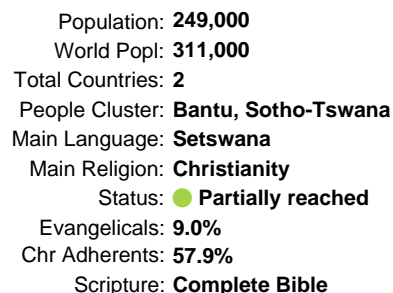 Population: 249,000
World Popl: 311,000
Total Countries: 2
People Cluster: Bantu, Sotho-Tswana
Main Language: Setswana
Main Religion: Christianity
Status: Partially reached
Evangelicals: 9.0%
Chr Adherents: 57.9%
Scripture: Complete Bible